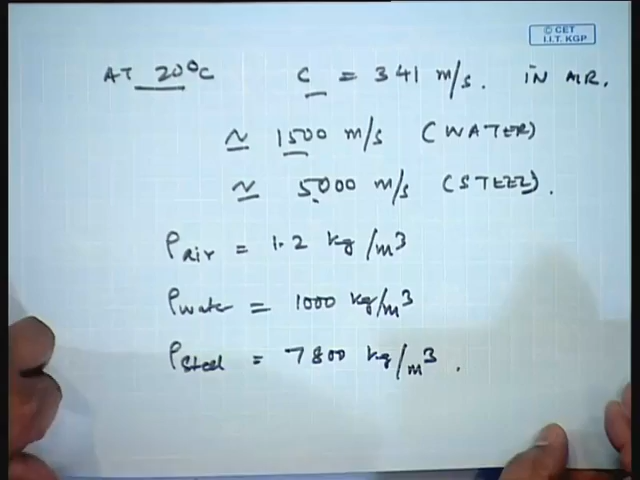 © CET
I.I.T. KGP
AT 20°C C = 341 m/s. IN AIR.
≈ 1500 m/s (WATER)
≈ 5000 m/s (STEEL).
ρair = 1.2 kg/m3
ρwater = 1000 kg/m3
ρsteel = 7800 kg/m3.